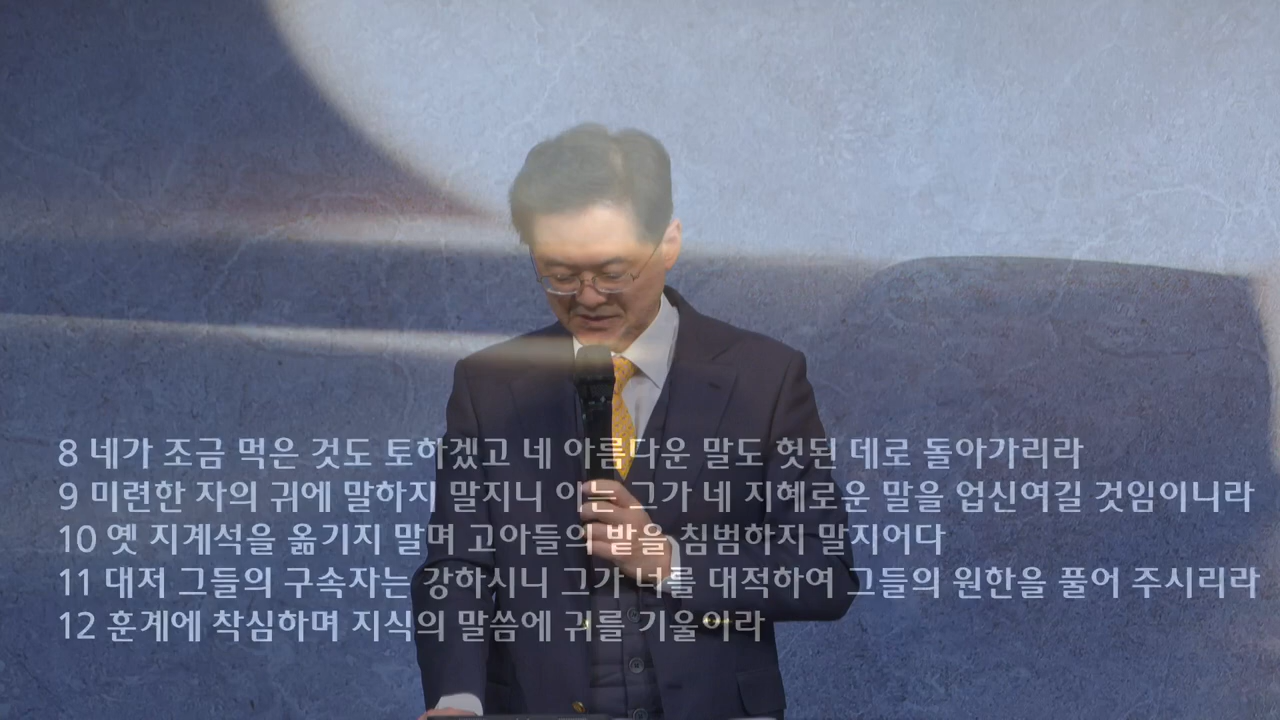 8 네가 조금 먹은 것도 토하겠고 네 아름다운 말도 헛된 데로 돌아가리라
9 미련한 자의 귀에 말하지 말지니 이는 그가 네 지혜로운 말을 업신여길 것임이니라
10 옛 지계석을 옮기지 말며 고아들의 밭을 침범하지 말지어다
11 대저 그들의 구속자는 강하시니 그가 너를 대적하여 그들의 원한을 풀어 주시리라
12 훈계에 착심하며 지식의 말씀에 귀를 기울이라